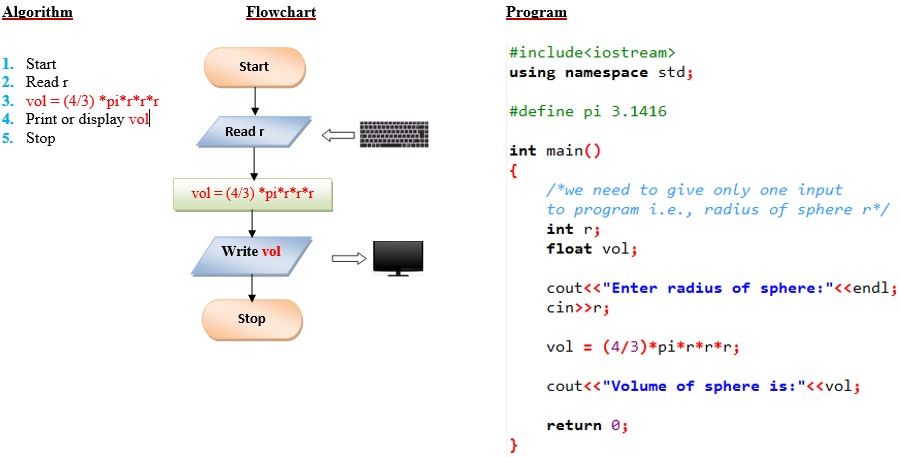 Algorithm
1. Start
2. Read r
3. vol = (4/3) *pi*r*r*r
4. Print or display vol
5. Stop
Flowchart
Start
Read r
vol = (4/3) *pi*r*r*r
Write vol
Stop
Program
#include<iostream>
using namespace std;
#define pi 3.1416
int main()
{
/*we need to give only one input
to program i.e., radius of sphere r*/
int r;
float vol;
cout<<"Enter radius of sphere:"<<endl;
cin>>r;
vol = (4/3)*pi*r*r*r;
cout<<"Volume of sphere is:"<<vol;
return 0;
}